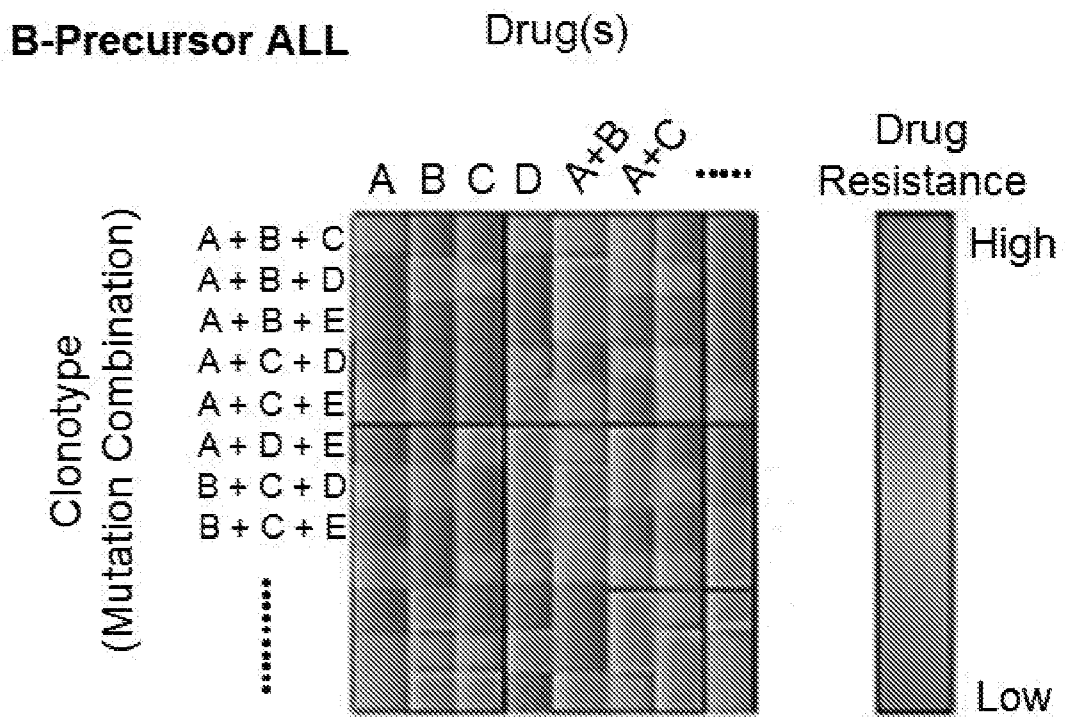 B-Precursor ALL
Drug(s)
A B C D A+B A+C .....
Drug
Resistance
High
Low
Clonotype
(Mutation Combination)
A + B + C
A + B + D
A + B + E
A + C + D
A + C + E
A + D + E
B + C + D
B + C + E
..........